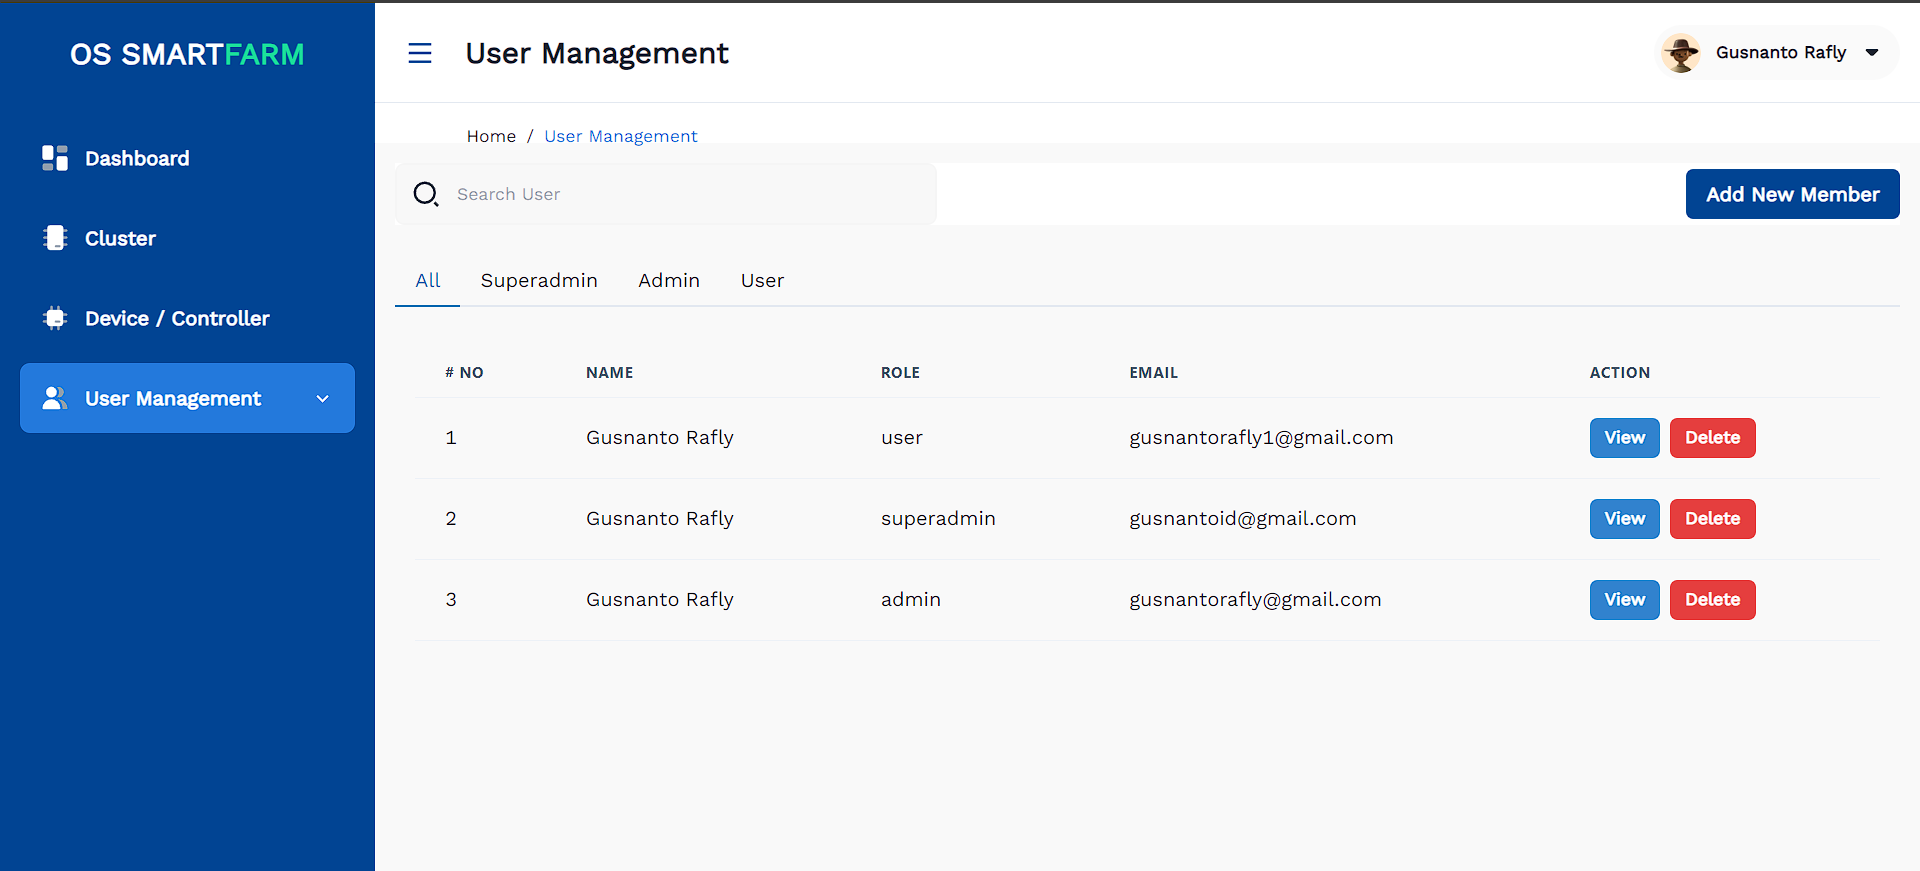 OS SMARTFARM
Dashboard
Cluster
Device / Controller
User Management
User Management
Gusnanto Rafly
Home / User Management
Search User
Add New Member
All Superadmin Admin User
# NO NAME ROLE EMAIL ACTION
1 Gusnanto Rafly user gusnantorafly1@gmail.com View Delete
2 Gusnanto Rafly superadmin gusnantoid@gmail.com View Delete
3 Gusnanto Rafly admin gusnantorafly@gmail.com View Delete